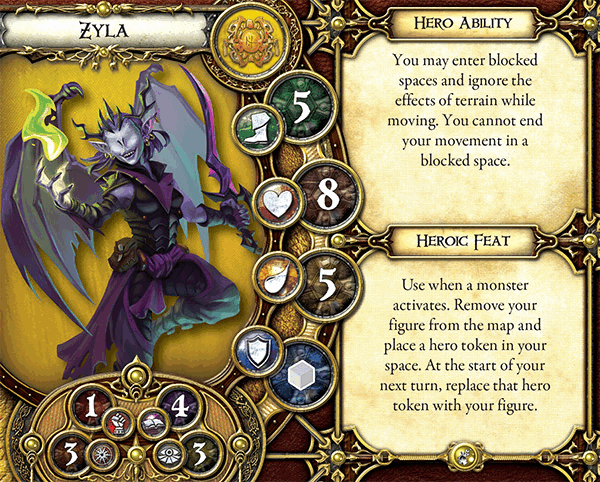 ZYLA
5
8
5
1
4
3
3
HERO ABILITY
You may enter blocked
spaces and ignore the
effects of terrain while
moving. You cannot end
your movement in a
blocked space.
HEROIC FEAT
Use when a monster
activates. Remove your
figure from the map and
place a hero token in your
space. At the start of your
next turn, replace that hero
token with your figure.